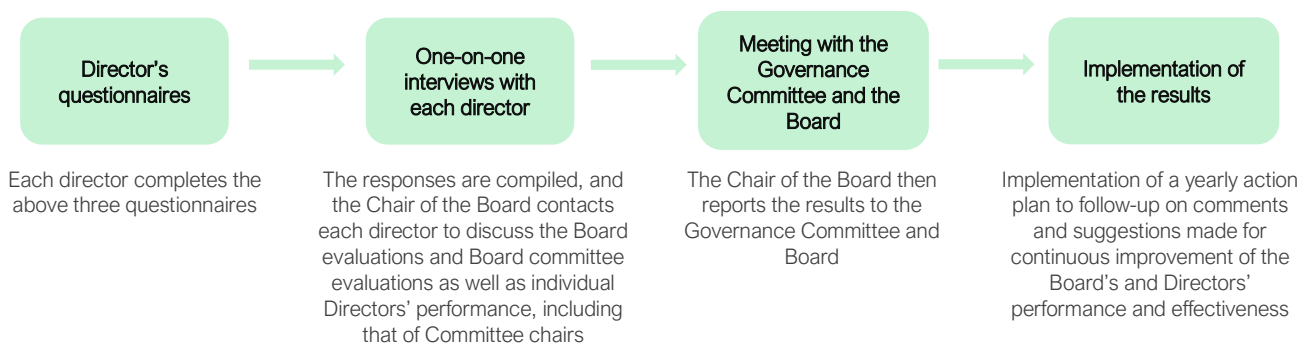 Director's
questionnaires
One-on-one
interviews with
each director
Meeting with the
Governance
Committee and the
Board
Implementation of
the results
Each director completes the
above three questionnaires
The responses are compiled, and
the Chair of the Board contacts
each director to discuss the Board
evaluations and Board committee
evaluations as well as individual
Directors' performance, including
that of Committee chairs
The Chair of the Board then
reports the results to the
Governance Committee and
Board
Implementation of a yearly action
plan to follow-up on comments
and suggestions made for
continuous improvement of the
Board's and Directors'
performance and effectiveness